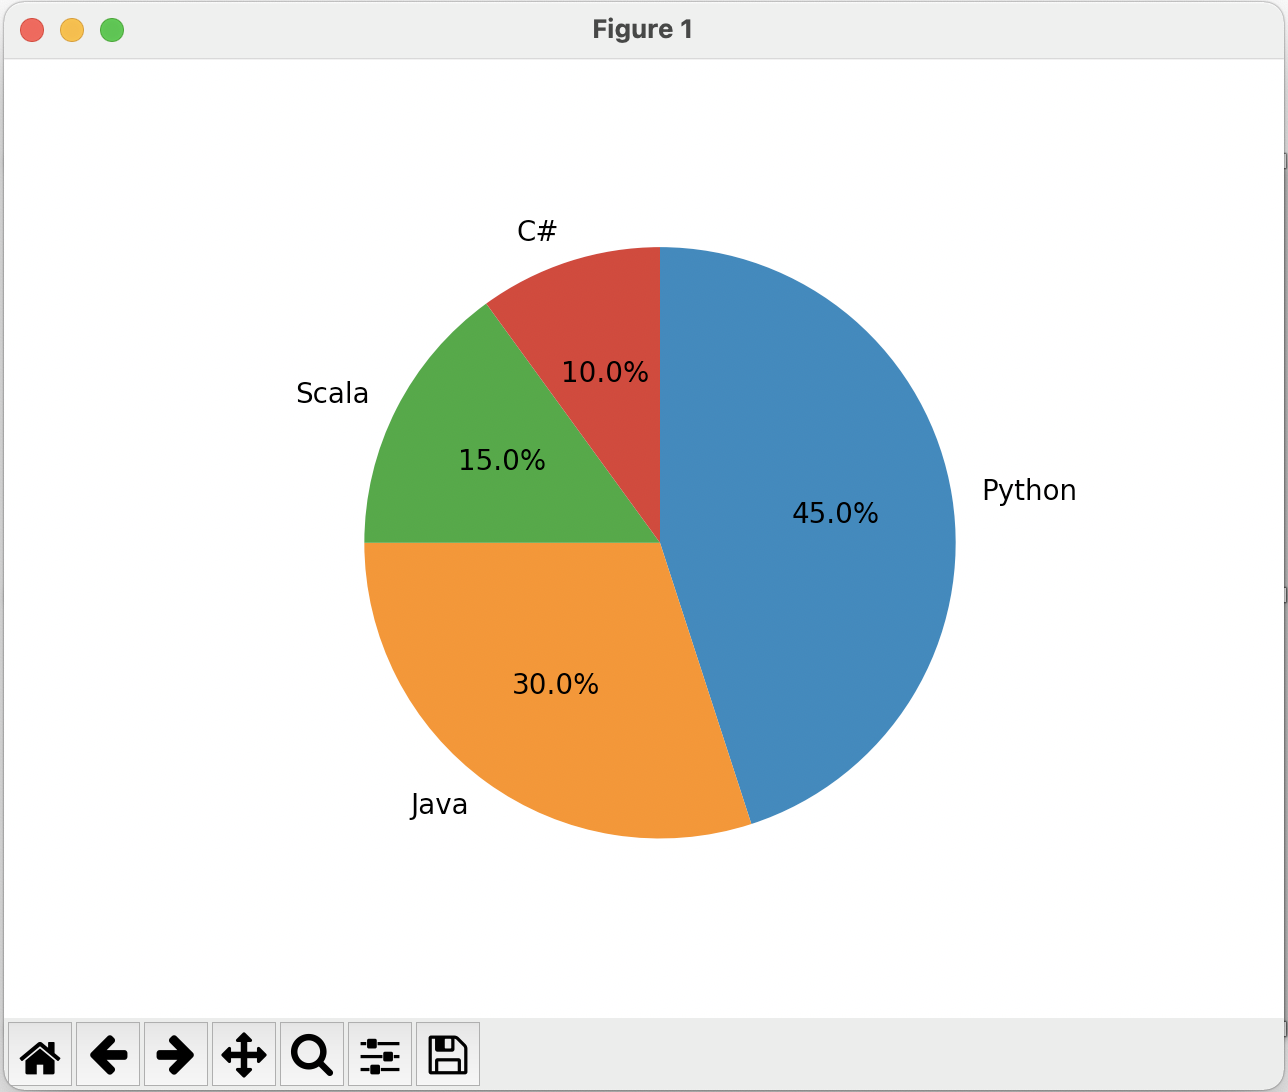 Figure 1
C#
10.0%
Scala
15.0%
Python
45.0%
30.0%
Java